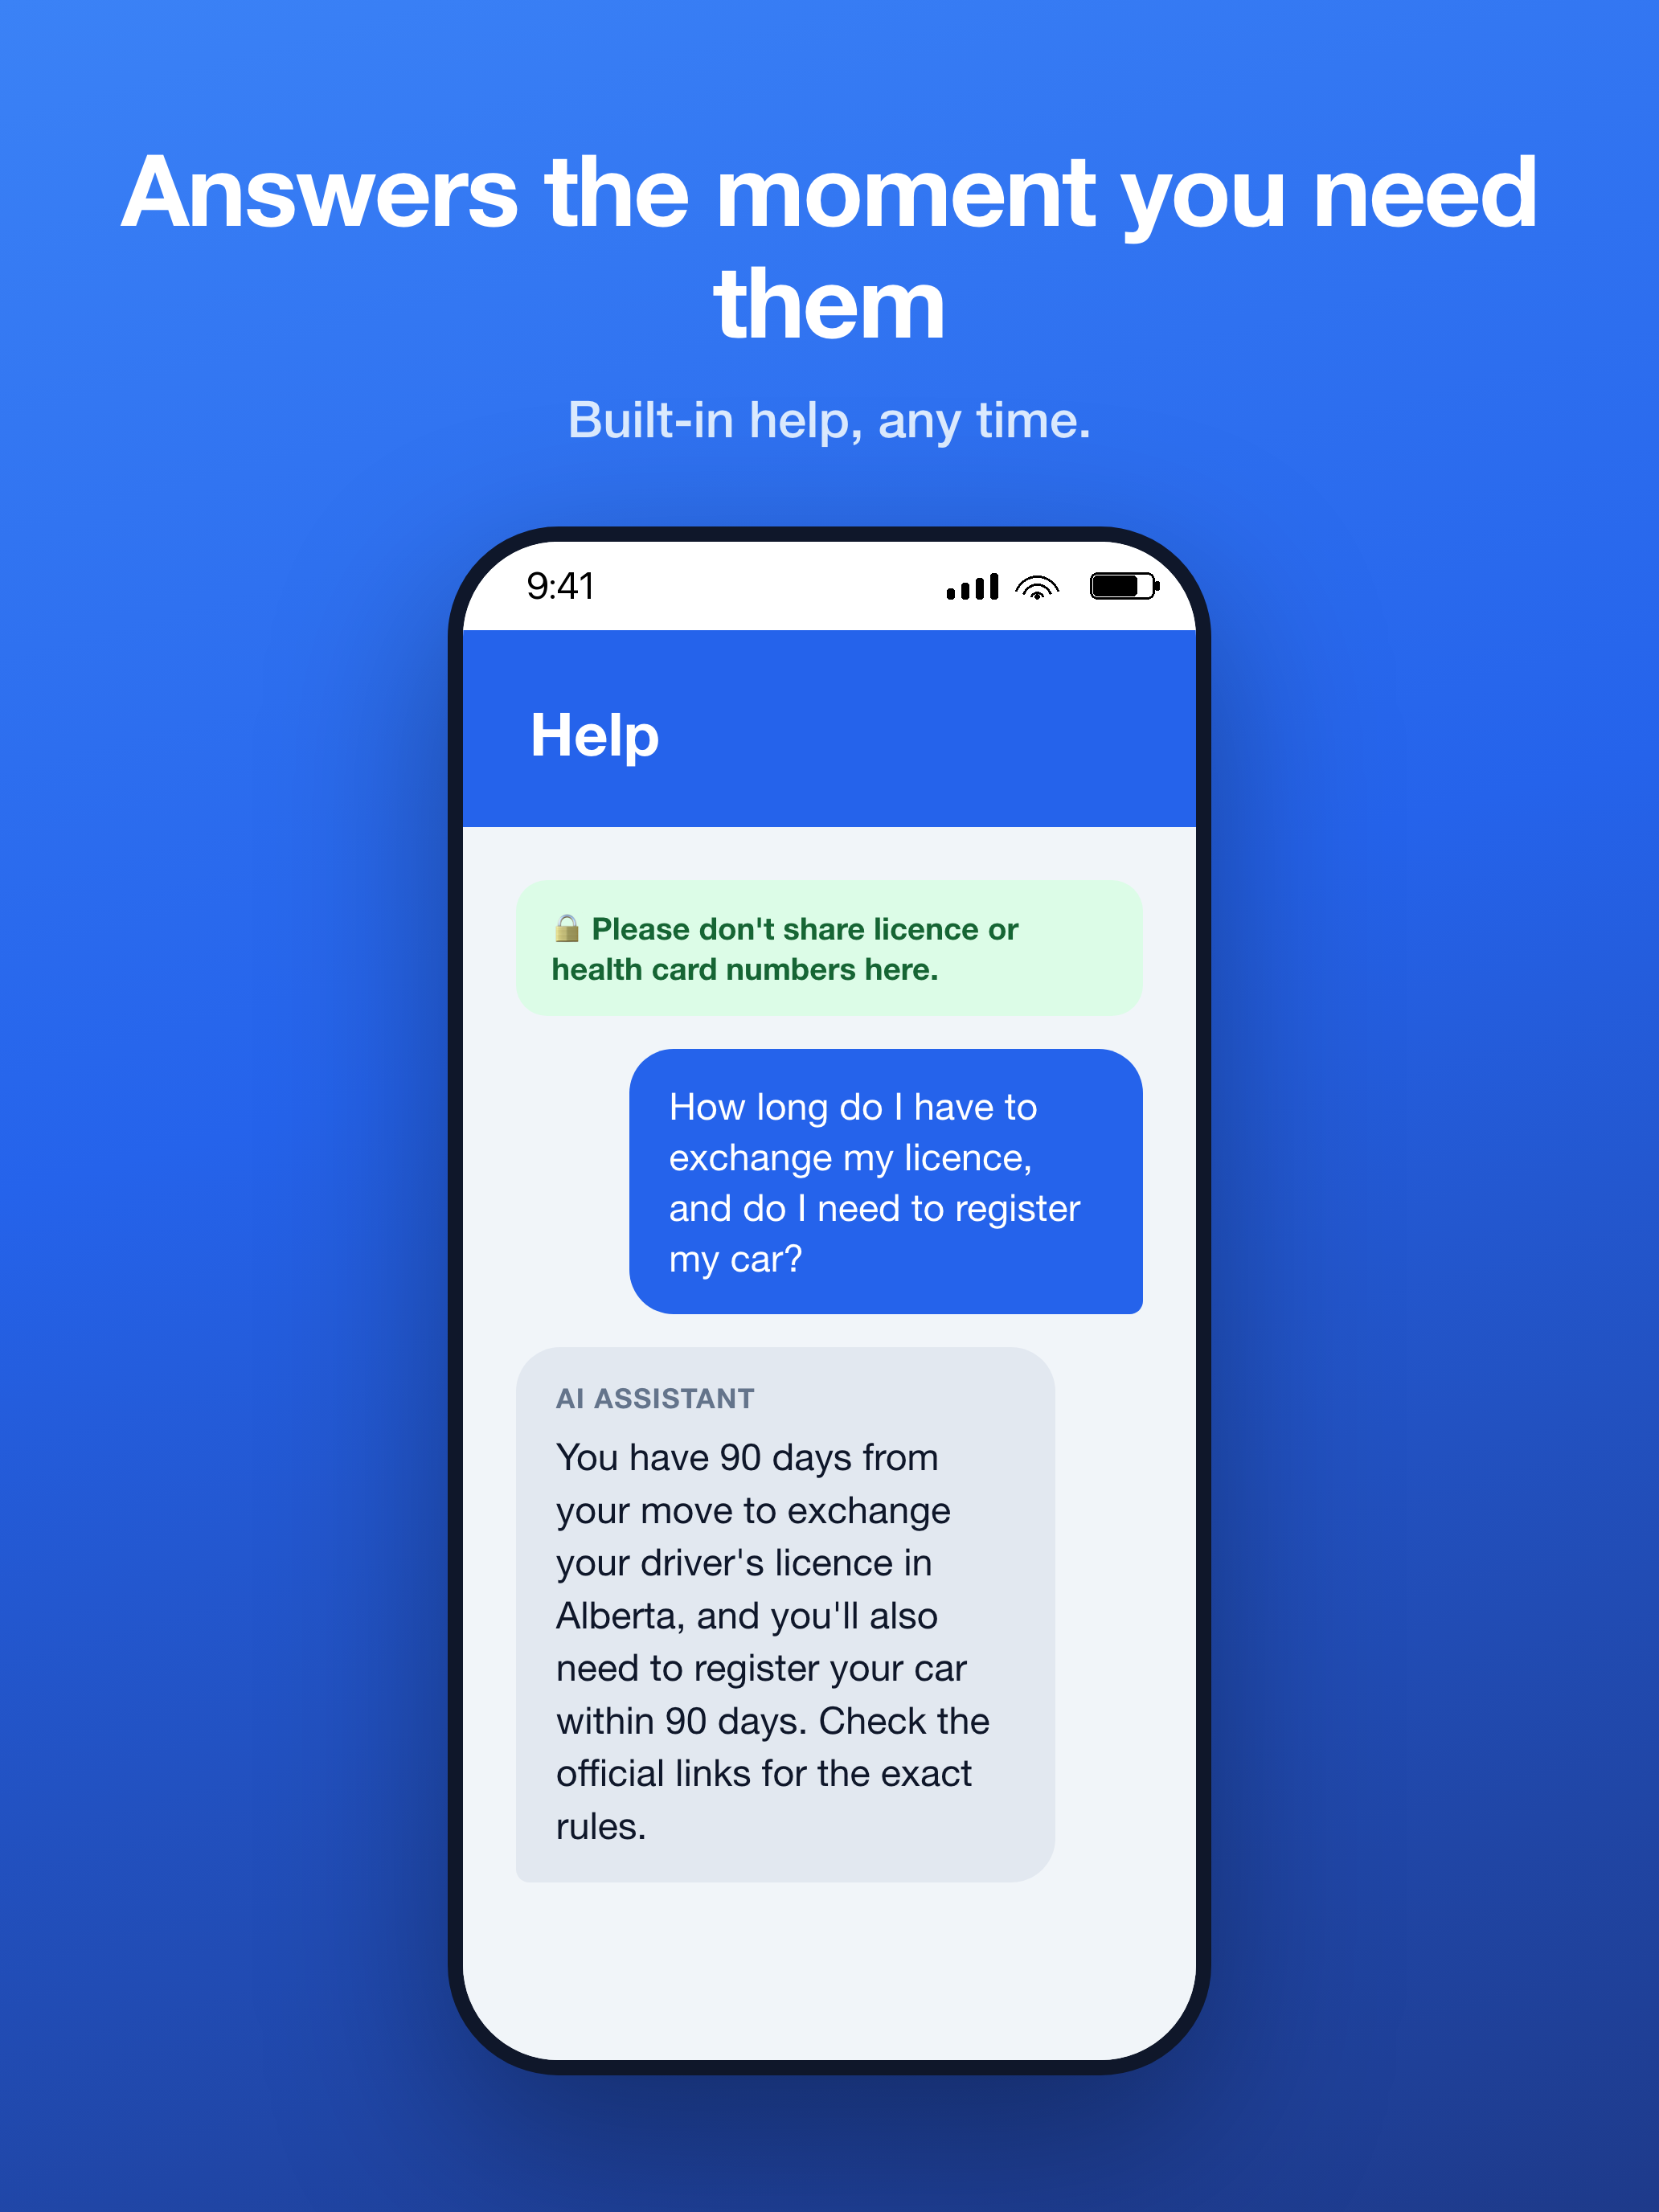 Answers the moment you need
them
Built-in help, any time.
9:41
Help
🔒 Please don't share licence or
health card numbers here.
How long do I have to
exchange my licence,
and do I need to register
my car?
AI ASSISTANT
You have 90 days from
your move to exchange
your driver's licence in
Alberta, and you'll also
need to register your car
within 90 days. Check the
official links for the exact
rules.